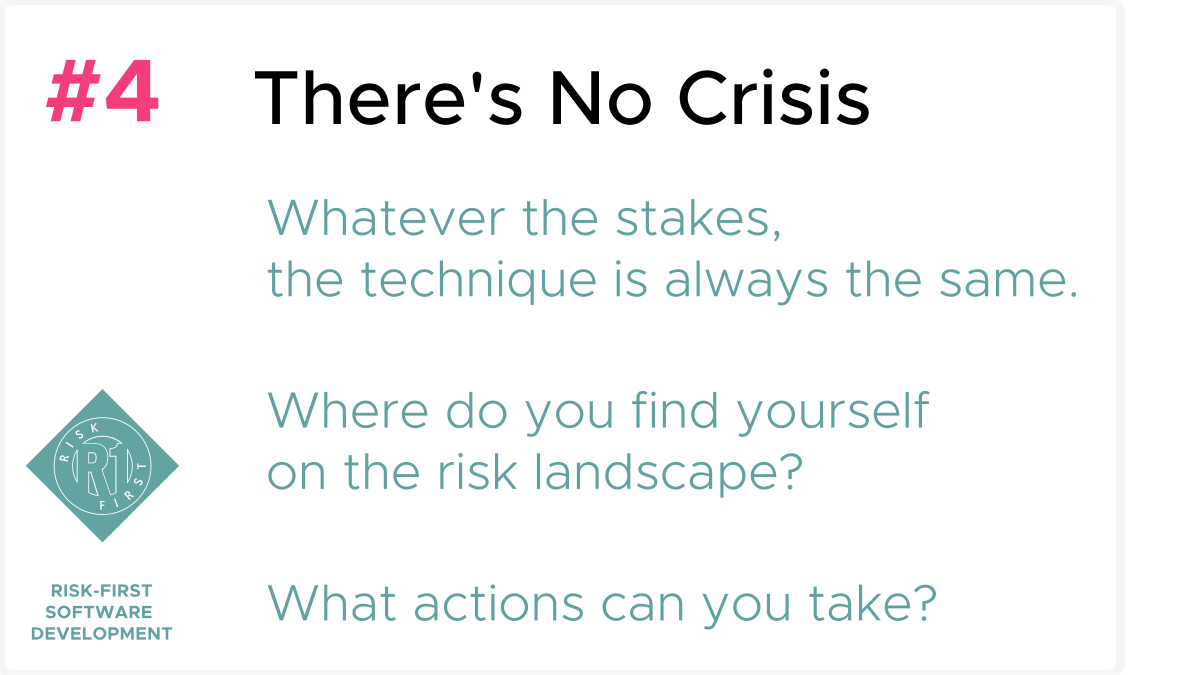 #4
There's No Crisis
Whatever the stakes,
the technique is always the same.
Where do you find yourself
on the risk landscape?
What actions can you take?
RISK
R1
FIRST
RISK-FIRST
SOFTWARE
DEVELOPMENT